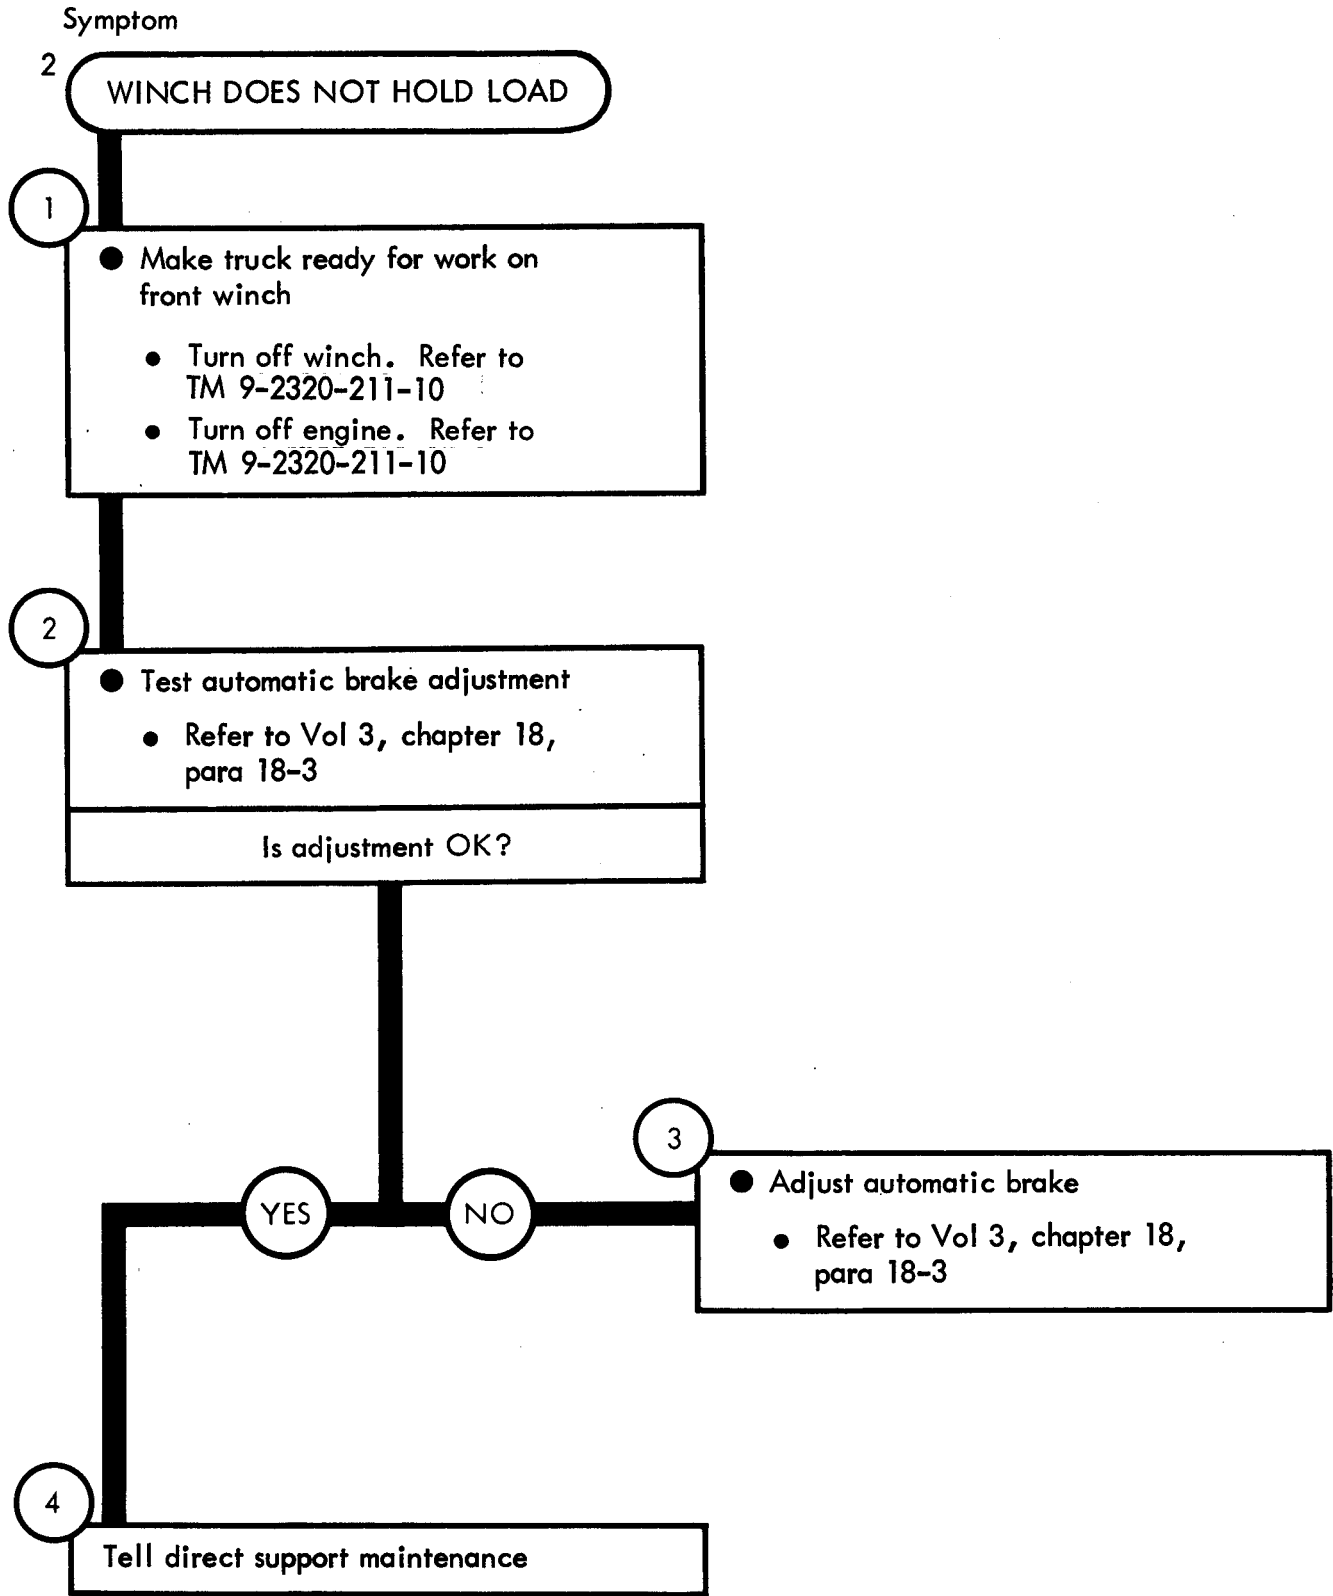 Symptom
2
WINCH DOES NOT HOLD LOAD
1
● Make truck ready for work on
front winch
● Turn off winch. Refer to
TM 9-2320-211-10
● Turn off engine. Refer to
TM 9-2320-211-10
2
● Test automatic brake adjustment
● Refer to Vol 3, chapter 18,
para 18-3
Is adjustment OK?
YES
NO
3
● Adjust automatic brake
● Refer to Vol 3, chapter 18,
para 18-3
4
Tell direct support maintenance